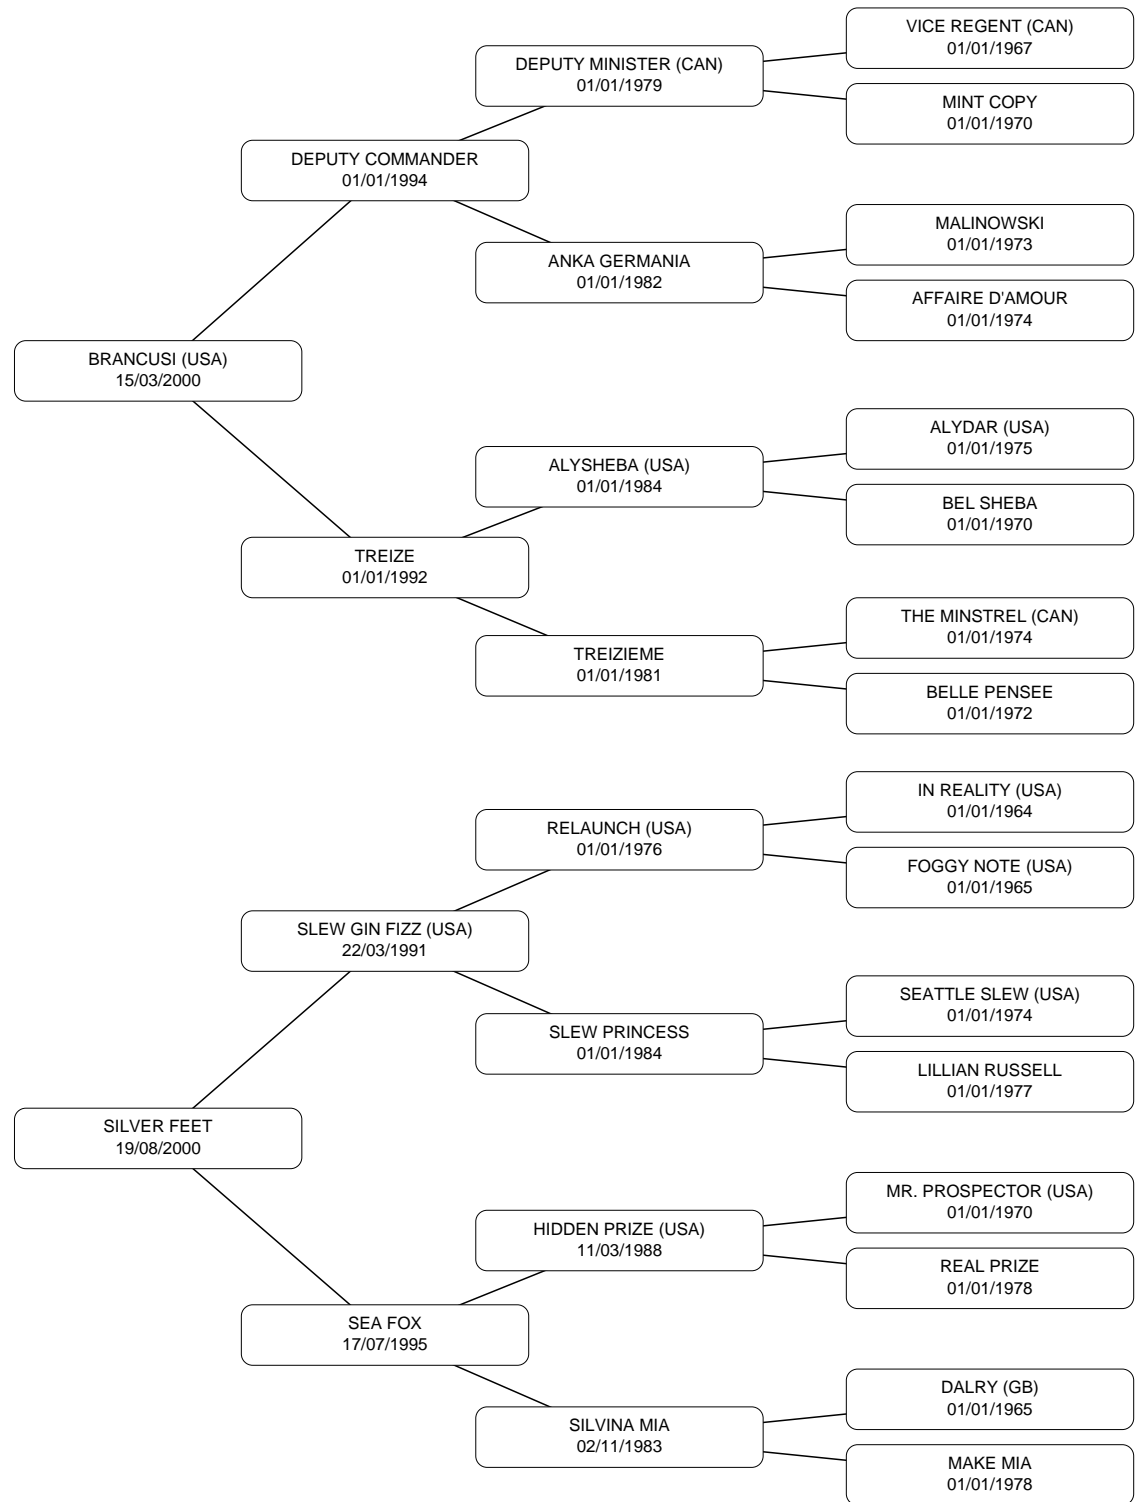 VICE REGENT (CAN)
01/01/1967
DEPUTY MINISTER (CAN)
01/01/1979
MINT COPY
01/01/1970
DEPUTY COMMANDER
01/01/1994
MALINOWSKI
01/01/1973
ANKA GERMANIA
01/01/1982
AFFAIRE D'AMOUR
01/01/1974
BRANCUSI (USA)
15/03/2000
ALYDAR (USA)
01/01/1975
ALYSHEBA (USA)
01/01/1984
BEL SHEBA
01/01/1970
TREIZE
01/01/1992
THE MINSTREL (CAN)
01/01/1974
TREIZIEME
01/01/1981
BELLE PENSEE
01/01/1972
IN REALITY (USA)
01/01/1964
RELAUNCH (USA)
01/01/1976
FOGGY NOTE (USA)
01/01/1965
SLEW GIN FIZZ (USA)
22/03/1991
SEATTLE SLEW (USA)
01/01/1974
SLEW PRINCESS
01/01/1984
LILLIAN RUSSELL
01/01/1977
SILVER FEET
19/08/2000
MR. PROSPECTOR (USA)
01/01/1970
HIDDEN PRIZE (USA)
11/03/1988
REAL PRIZE
01/01/1978
SEA FOX
17/07/1995
DALRY (GB)
01/01/1965
SILVINA MIA
02/11/1983
MAKE MIA
01/01/1978